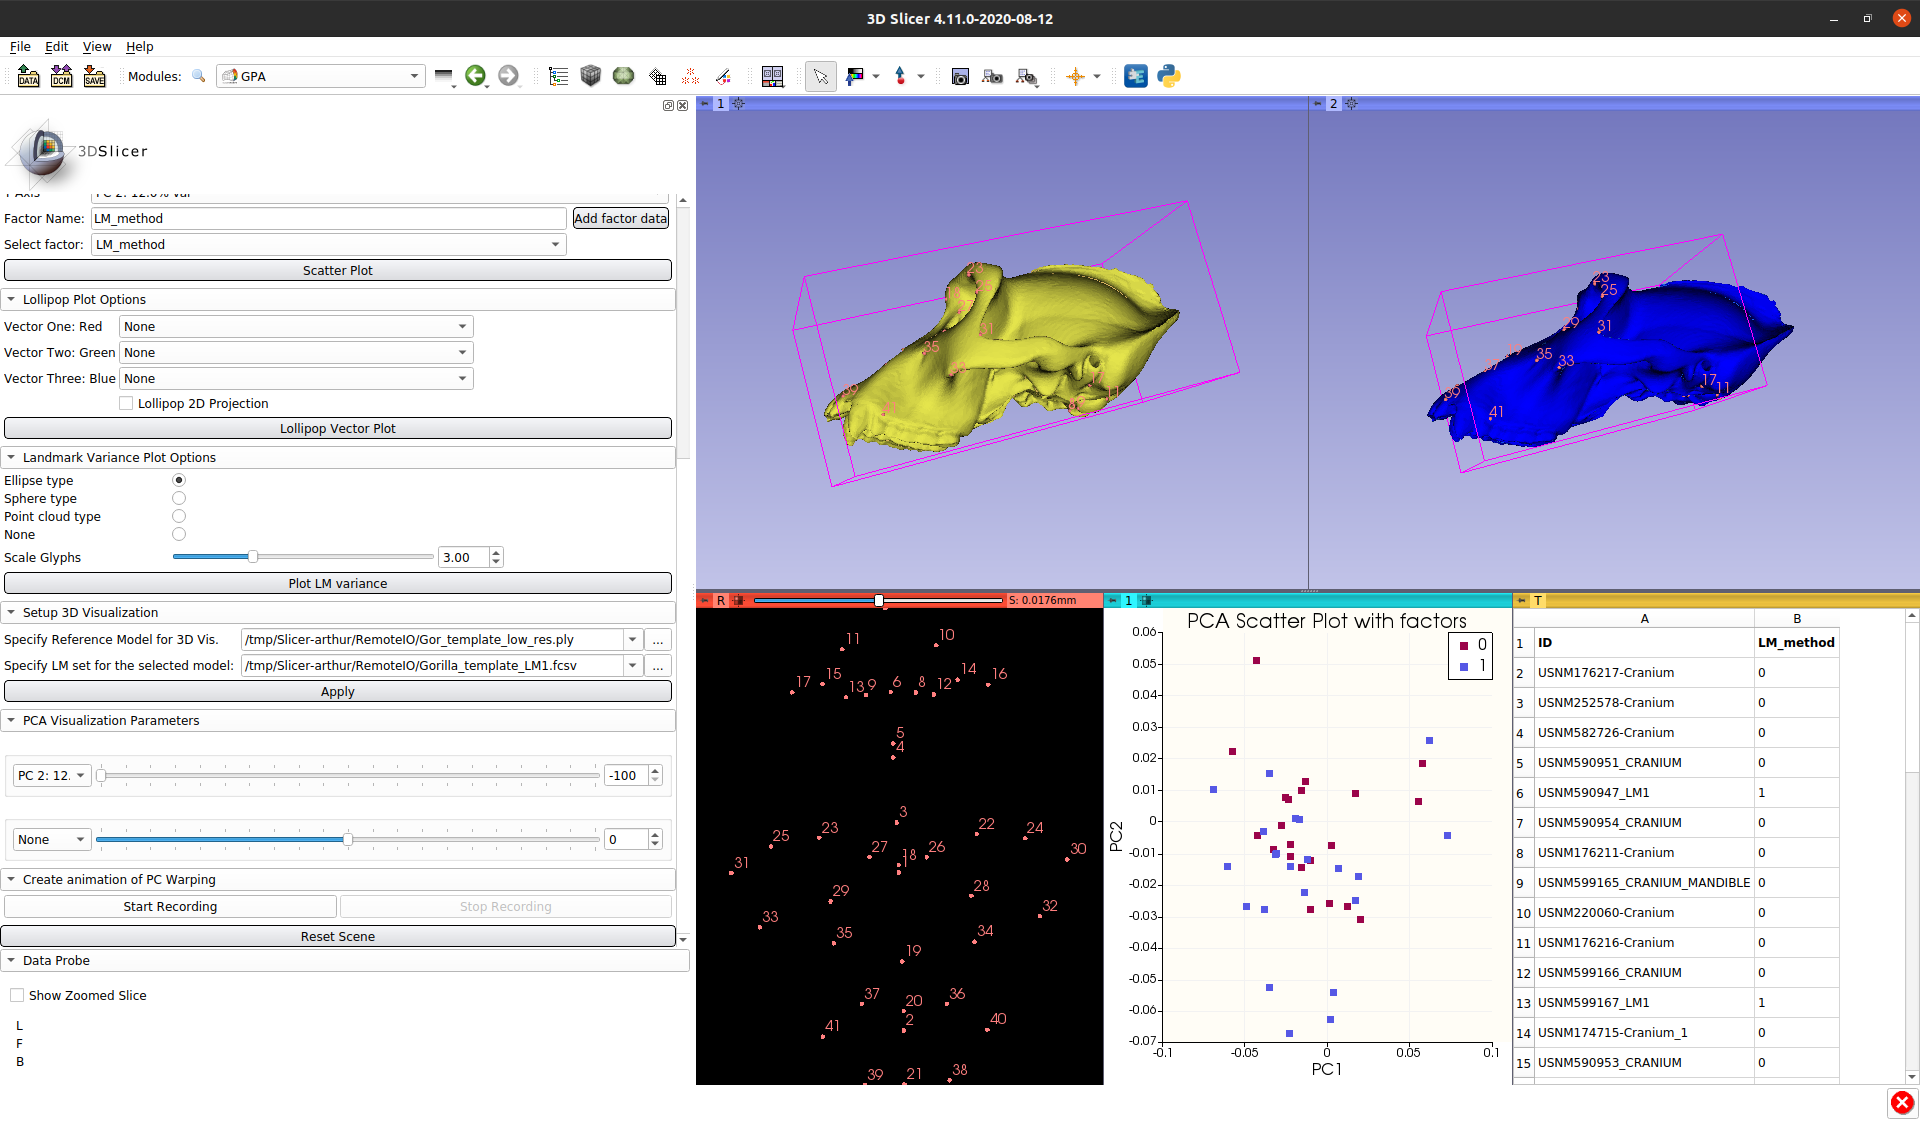 3D Slicer 4.11.0-2020-08-12
File Edit View Help
DATA DCM SAVE Modules: GPA
1
2
3DSlicer
Factor Name: LM_method Add factor data
Select factor: LM_method
Scatter Plot
Lollipop Plot Options
Vector One: Red None
Vector Two: Green None
Vector Three: Blue None
Lollipop 2D Projection
Lollipop Vector Plot
Landmark Variance Plot Options
Ellipse type
Sphere type
Point cloud type
None
Scale Glyphs 3.00
Plot LM variance
Setup 3D Visualization
Specify Reference Model for 3D Vis. /tmp/Slicer-arthur/RemoteIO/Gor_template_low_res.ply ...
Specify LM set for the selected model: /tmp/Slicer-arthur/RemoteIO/Gorilla_template_LM1.fcsv ...
Apply
PCA Visualization Parameters
PC 2: 12. -100
None 0
Create animation of PC Warping
Start Recording Stop Recording
Reset Scene
Data Probe
Show Zoomed Slice
L
F
B
25
31
35
41
11
23
25
29
31
35
33
41
17
11
R S: 0.0176mm
11 10
17 15 13 9 6 8 12 14 16
5
4
3
25 23 22 24
31 27 18 26 30
1
29 28
33 32
35 34
19
37 20 36
41 2 40
39 21 38
1
PCA Scatter Plot with factors
0
1
0.06
0.05
0.04
0.03
0.02
0.01
0
-0.01
-0.02
-0.03
-0.04
-0.05
-0.06
-0.07
PC2
-0.1 -0.05 0 0.05 0.1
PC1
T
A B
1 ID LM_method
2 USNM176217-Cranium 0
3 USNM252578-Cranium 0
4 USNM582726-Cranium 0
5 USNM590951_CRANIUM 0
6 USNM590947_LM1 1
7 USNM590954_CRANIUM 0
8 USNM176211-Cranium 0
9 USNM599165_CRANIUM_MANDIBLE 0
10 USNM220060-Cranium 0
11 USNM176216-Cranium 0
12 USNM599166_CRANIUM 0
13 USNM599167_LM1 1
14 USNM174715-Cranium_1 0
15 USNM590953_CRANIUM 0